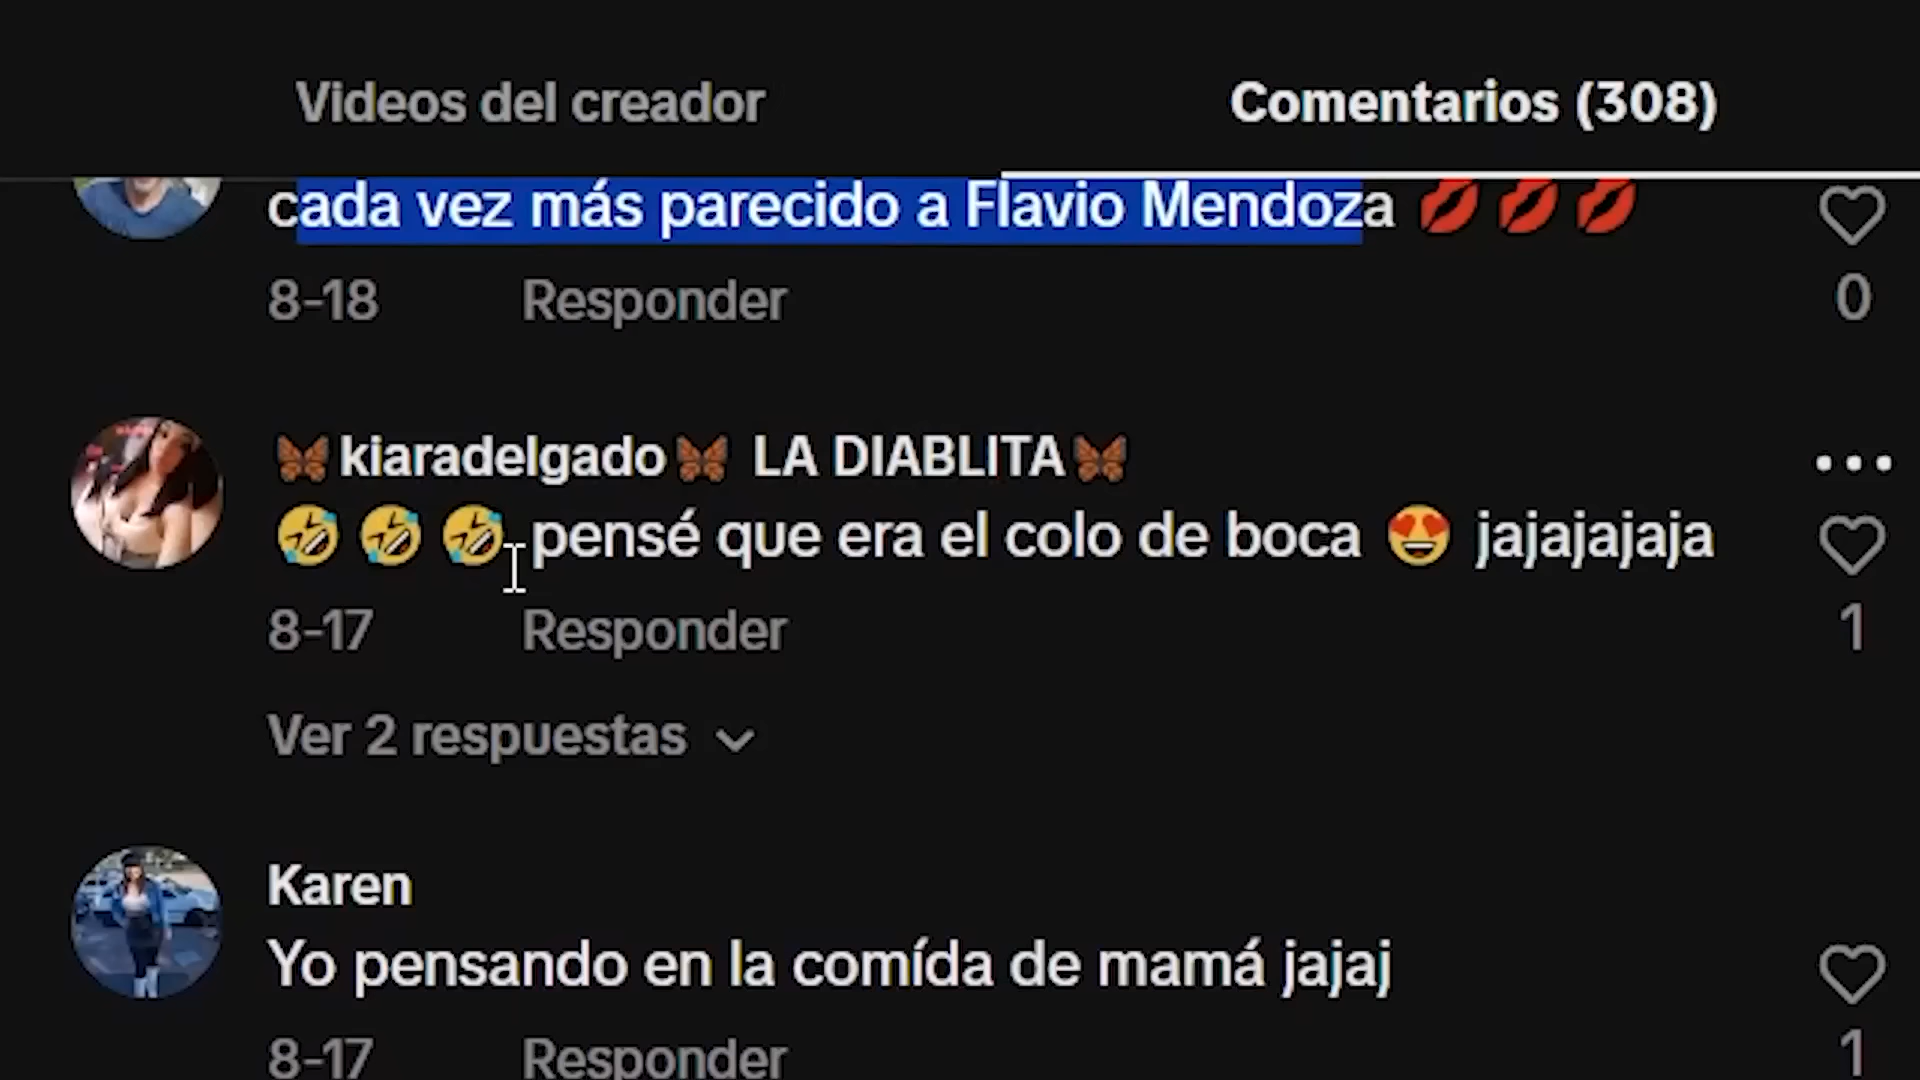 Videos del creador
Comentarios (308)
cada vez más parecido a Flavio Mendoza 💋 💋 💋
8-18 Responder 0
🦋kiaradelgado🦋 LA DIABLITA🦋
🤣 🤣 🤣 pensé que era el colo de boca 😍 jajajajaja
8-17 Responder 1
Ver 2 respuestas
Karen
Yo pensando en la comída de mamá jajaj
8-17 Responder 1